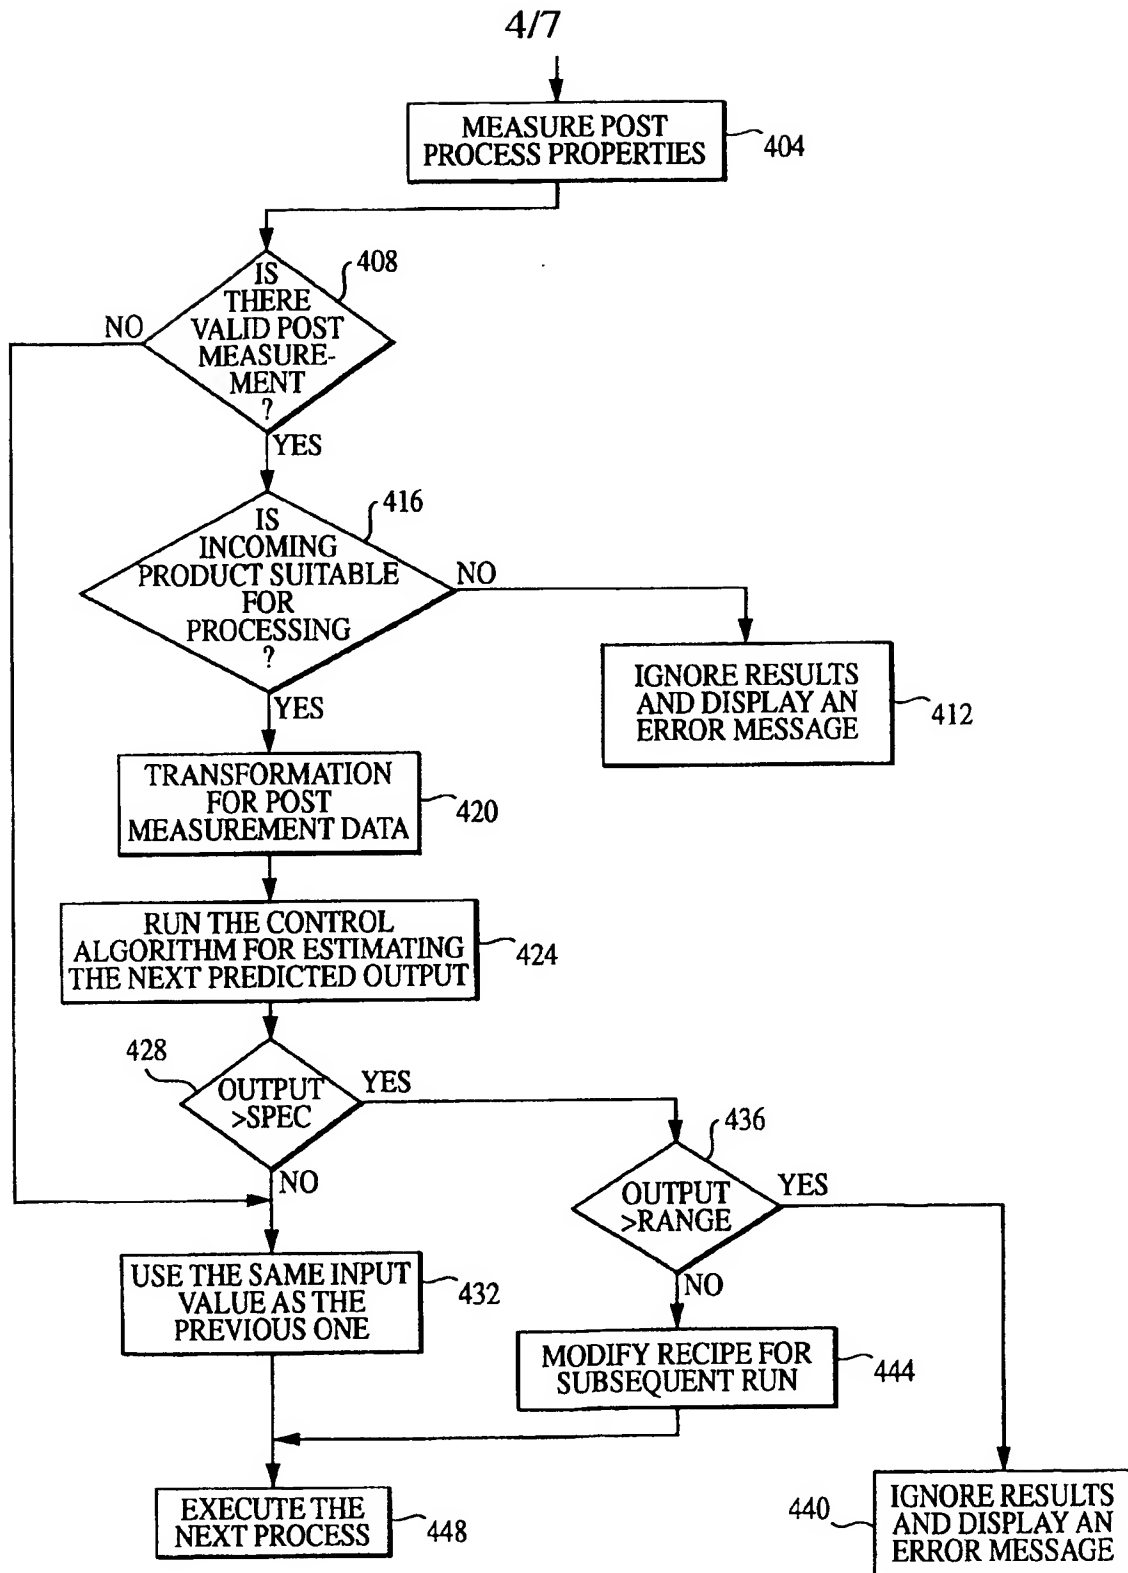 4/7
MEASURE POST
PROCESS PROPERTIES
404
IS
THERE
VALID POST
MEASURE-
MENT
?
408
NO
YES
IS
INCOMING
PRODUCT SUITABLE
FOR
PROCESSING
?
416
NO
YES
IGNORE RESULTS
AND DISPLAY AN
ERROR MESSAGE
412
TRANSFORMATION
FOR POST
MEASUREMENT DATA
420
RUN THE CONTROL
ALGORITHM FOR ESTIMATING
THE NEXT PREDICTED OUTPUT
424
428
OUTPUT
>SPEC
YES
NO
436
OUTPUT
>RANGE
YES
NO
USE THE SAME INPUT
VALUE AS THE
PREVIOUS ONE
432
MODIFY RECIPE FOR
SUBSEQUENT RUN
444
EXECUTE THE
NEXT PROCESS
448
440
IGNORE RESULTS
AND DISPLAY AN
ERROR MESSAGE